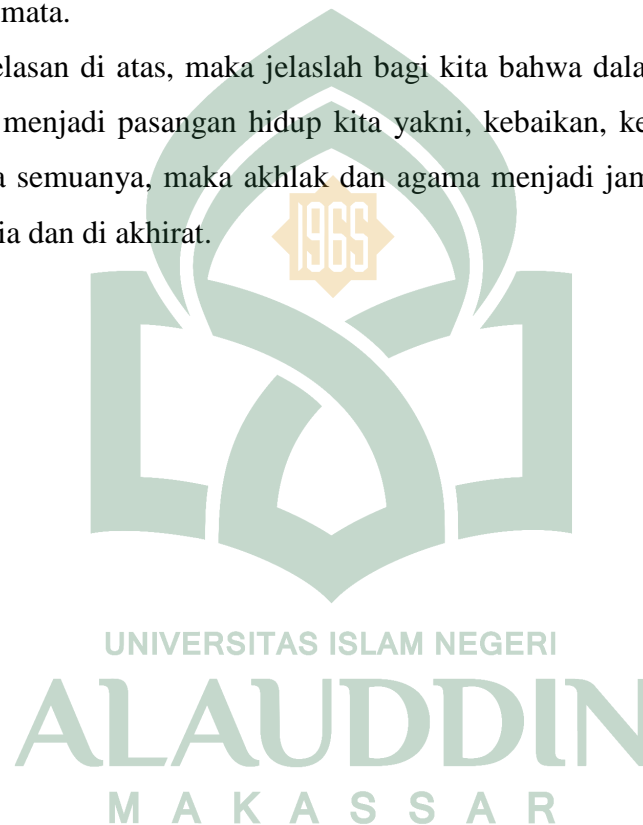 mata.
elasan di atas, maka jelaslah bagi kita bahwa dala
menjadi pasangan hidup kita yakni, kebaikan, ke
a semuanya, maka akhlak dan agama menjadi jam
ia dan di akhirat.
1965
UNIVERSITAS ISLAM NEGERI
ALAUDDIN
MAKASSAR